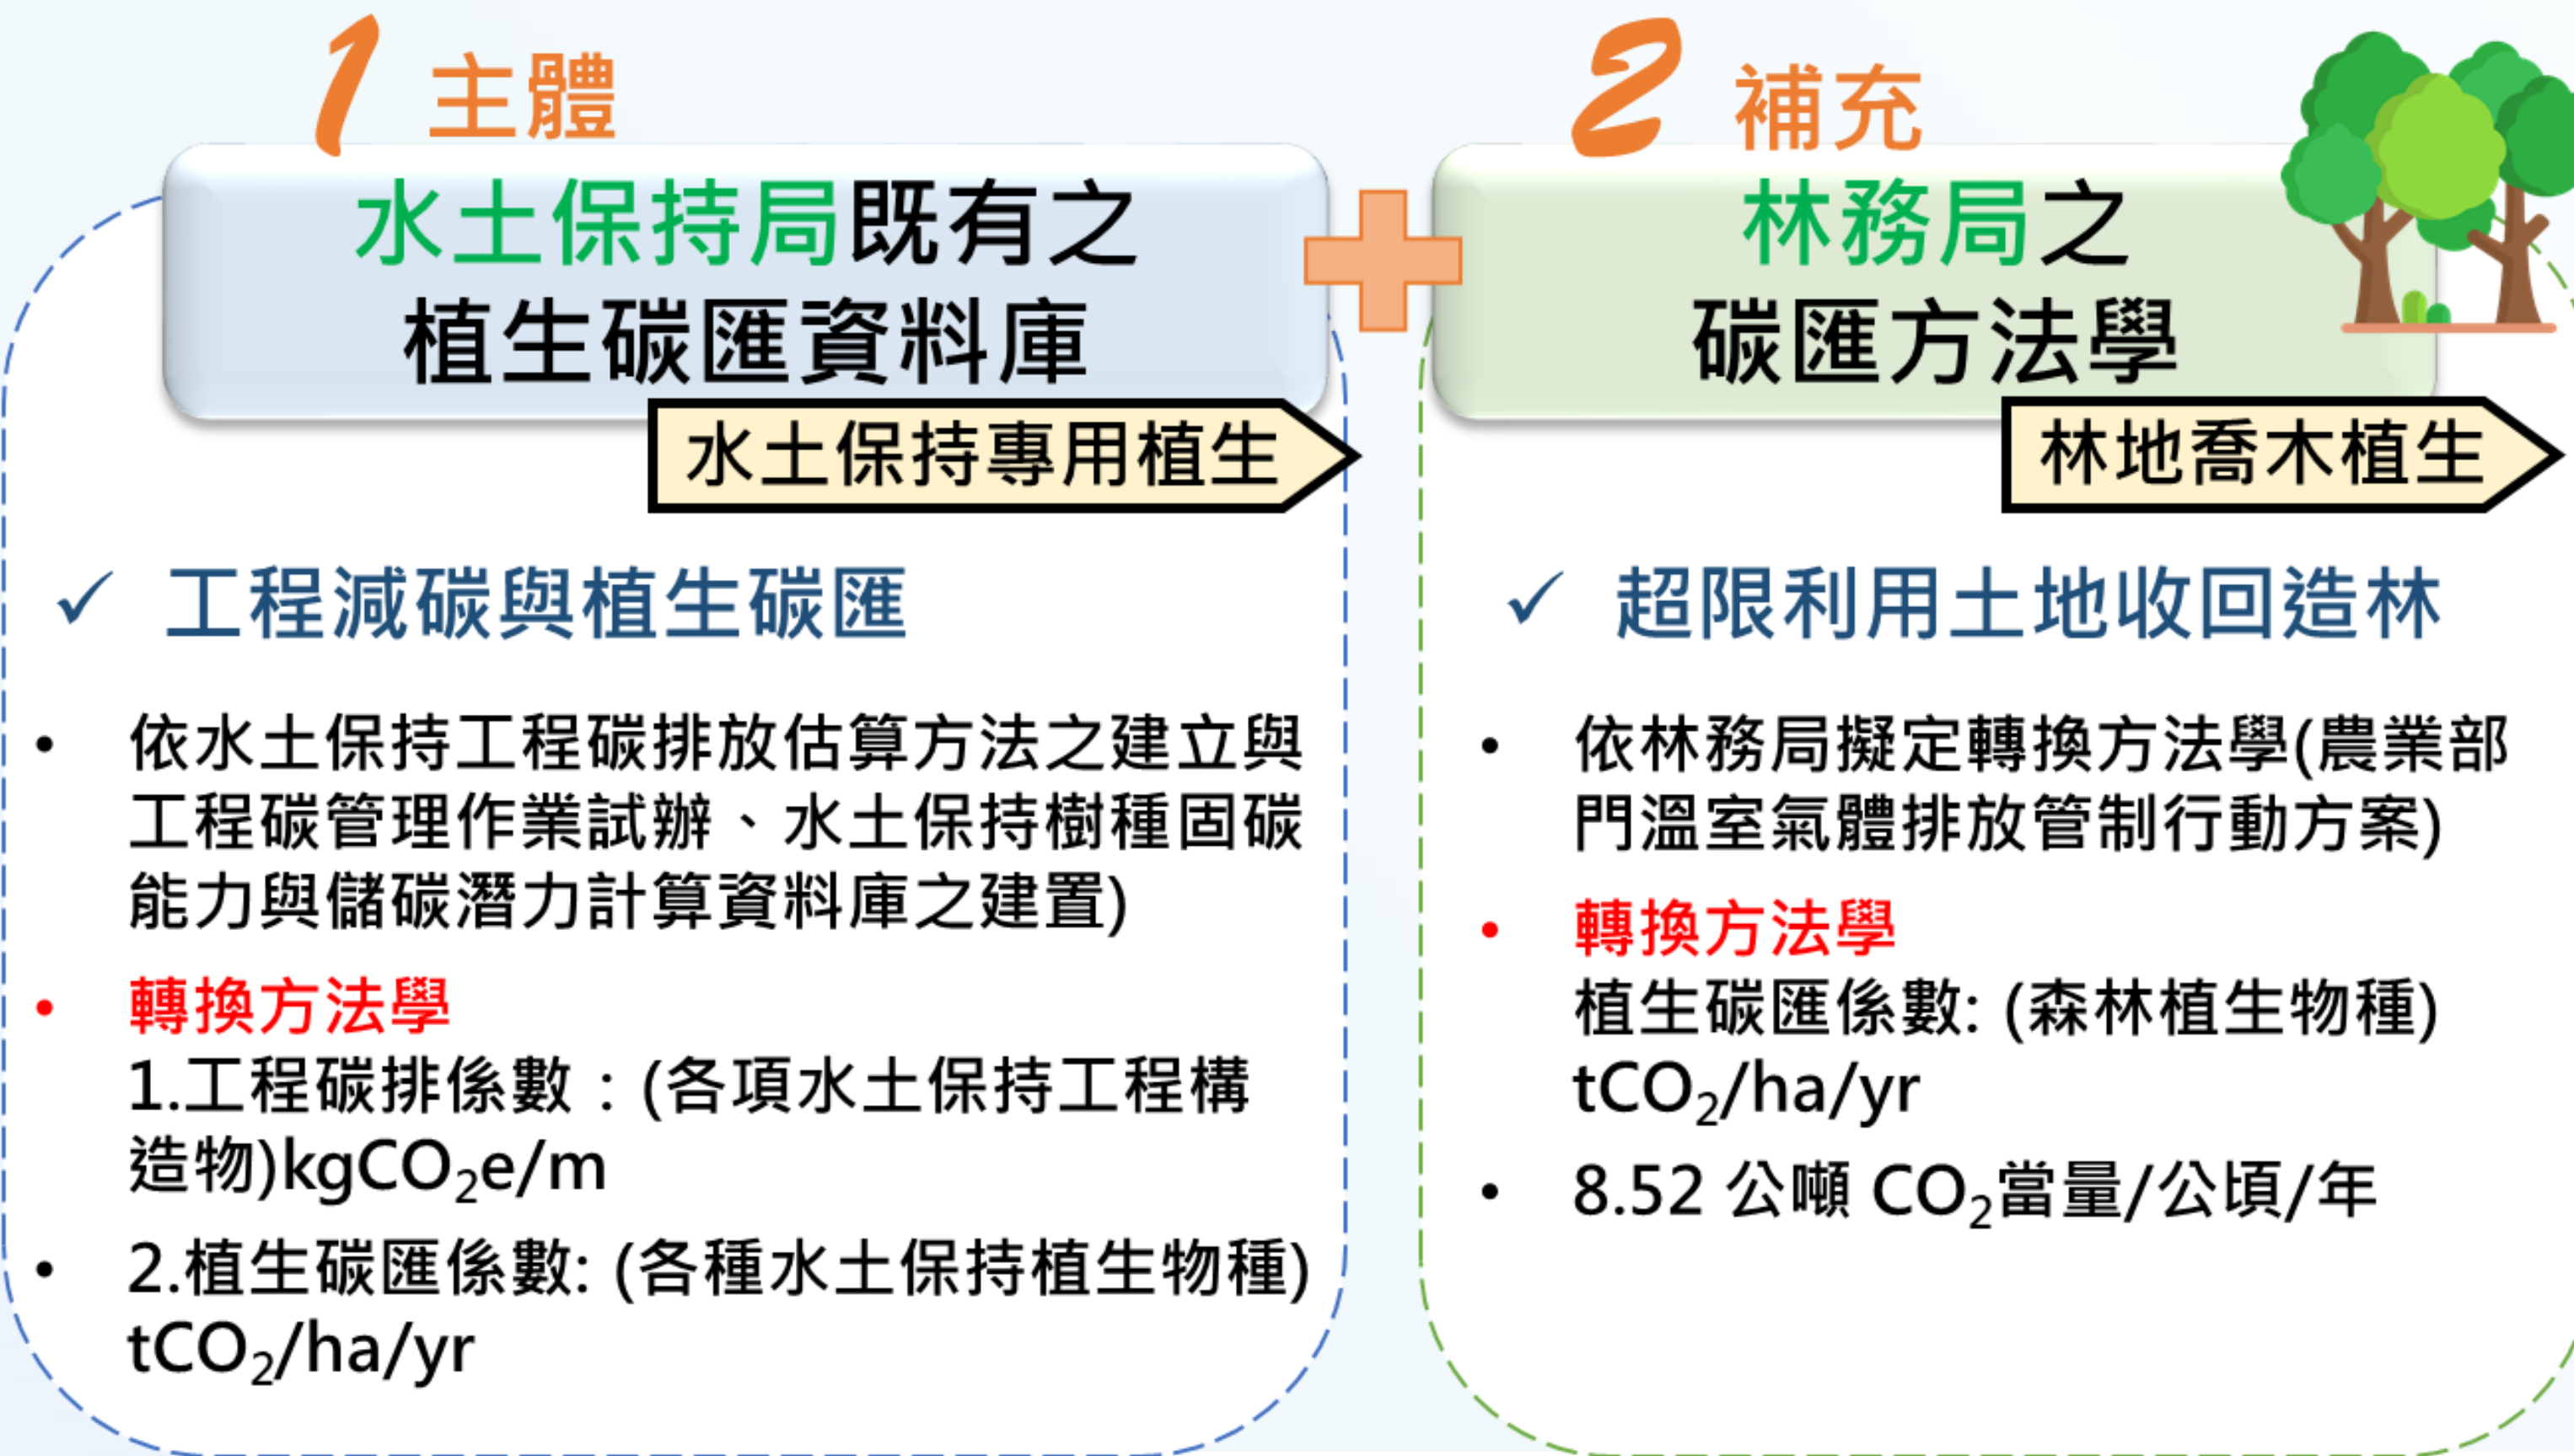 1 主體
水土保持局既有之
植生碳匯資料庫
水土保持專用植生
✓ 工程減碳與植生碳匯
• 依水土保持工程碳排放估算方法之建立與
工程碳管理作業試辦、水土保持樹種固碳
能力與儲碳潛力計算資料庫之建置)
• 轉換方法學
1.工程碳排係數：(各項水土保持工程構
造物)kgCO₂e/m
• 2.植生碳匯係數: (各種水土保持植生物種)
tCO₂/ha/yr
2 補充
林務局之
碳匯方法學
林地喬木植生
✓ 超限利用土地收回造林
• 依林務局擬定轉換方法學(農業部
門溫室氣體排放管制行動方案)
• 轉換方法學
植生碳匯係數: (森林植生物種)
tCO₂/ha/yr
• 8.52 公噸 CO₂當量/公頃/年